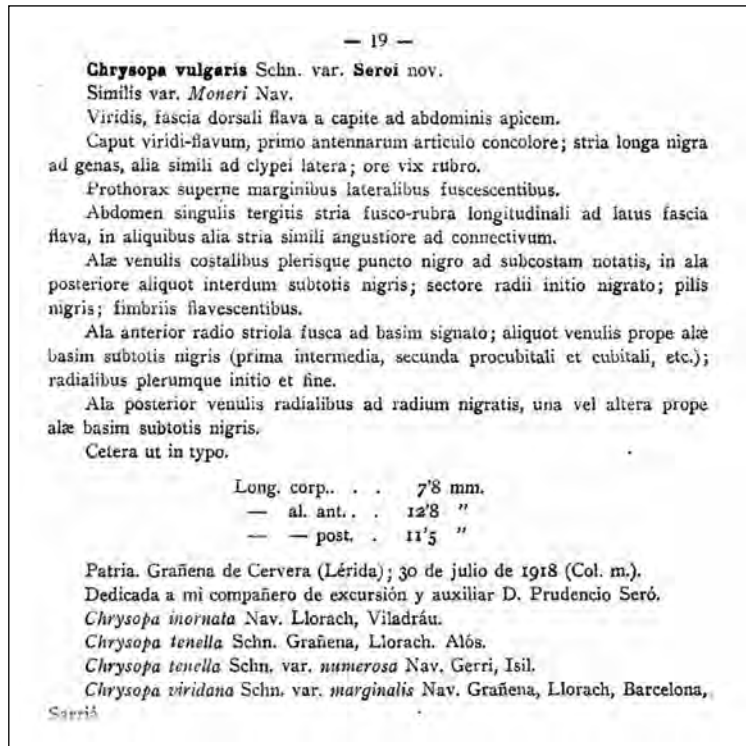 — 19 —
Chrysopa vulgaris Schn. var. Seroi nov.
Similis var. Moneri Nav.
Viridis, fascia dorsali flava a capite ad abdominis apicem.
Caput viridi-flavum, primo antennarum articulo concolore; stria longa nigra
ad genas, alia simili ad clypei latera; ore vix rubro.
Prothorax superne marginibus lateralibus fuscescentibus.
Abdomen singulis tergitis stria fusco-rubra longitudinali ad latus fascia
flava, in aliquibus alia stria simili angustiore ad connectivum.
Alæ venulis costalibus plerisque puncto nigro ad subcostam notatis, in ala
posteriore aliquot interdum subtotis nigris; sectore radii initio nigrato; pilis
nigris; fimbriis flavescentibus.
Ala anterior radio striola fusca ad basim signato; aliquot venulis prope alæ
basim subtotis nigris (prima intermedia, secunda procubitali et cubitali, etc.);
radialibus plerumque initio et fine.
Ala posterior venulis radialibus ad radium nigratis, una vel altera prope
alæ basim subtotis nigris.
Cetera ut in typo.
Long. corp.. . . 7'8 mm.
— al. ant.. . 12'8 "
— — post. . 11'5 "
Patria. Grañena de Cervera (Lérida); 30 de julio de 1918 (Col. m.).
Dedicada a mi compañero de excursión y auxiliar D. Prudencio Seró.
Chrysopa inornata Nav. Llorach, Viladráu.
Chrysopa tenella Schn. Grañena, Llorach. Alós.
Chrysopa tenella Schn. var. numerosa Nav. Gerri, Isil.
Chrysopa viridana Schn. var. marginalis Nav. Grañena, Llorach, Barcelona,
Sarriá